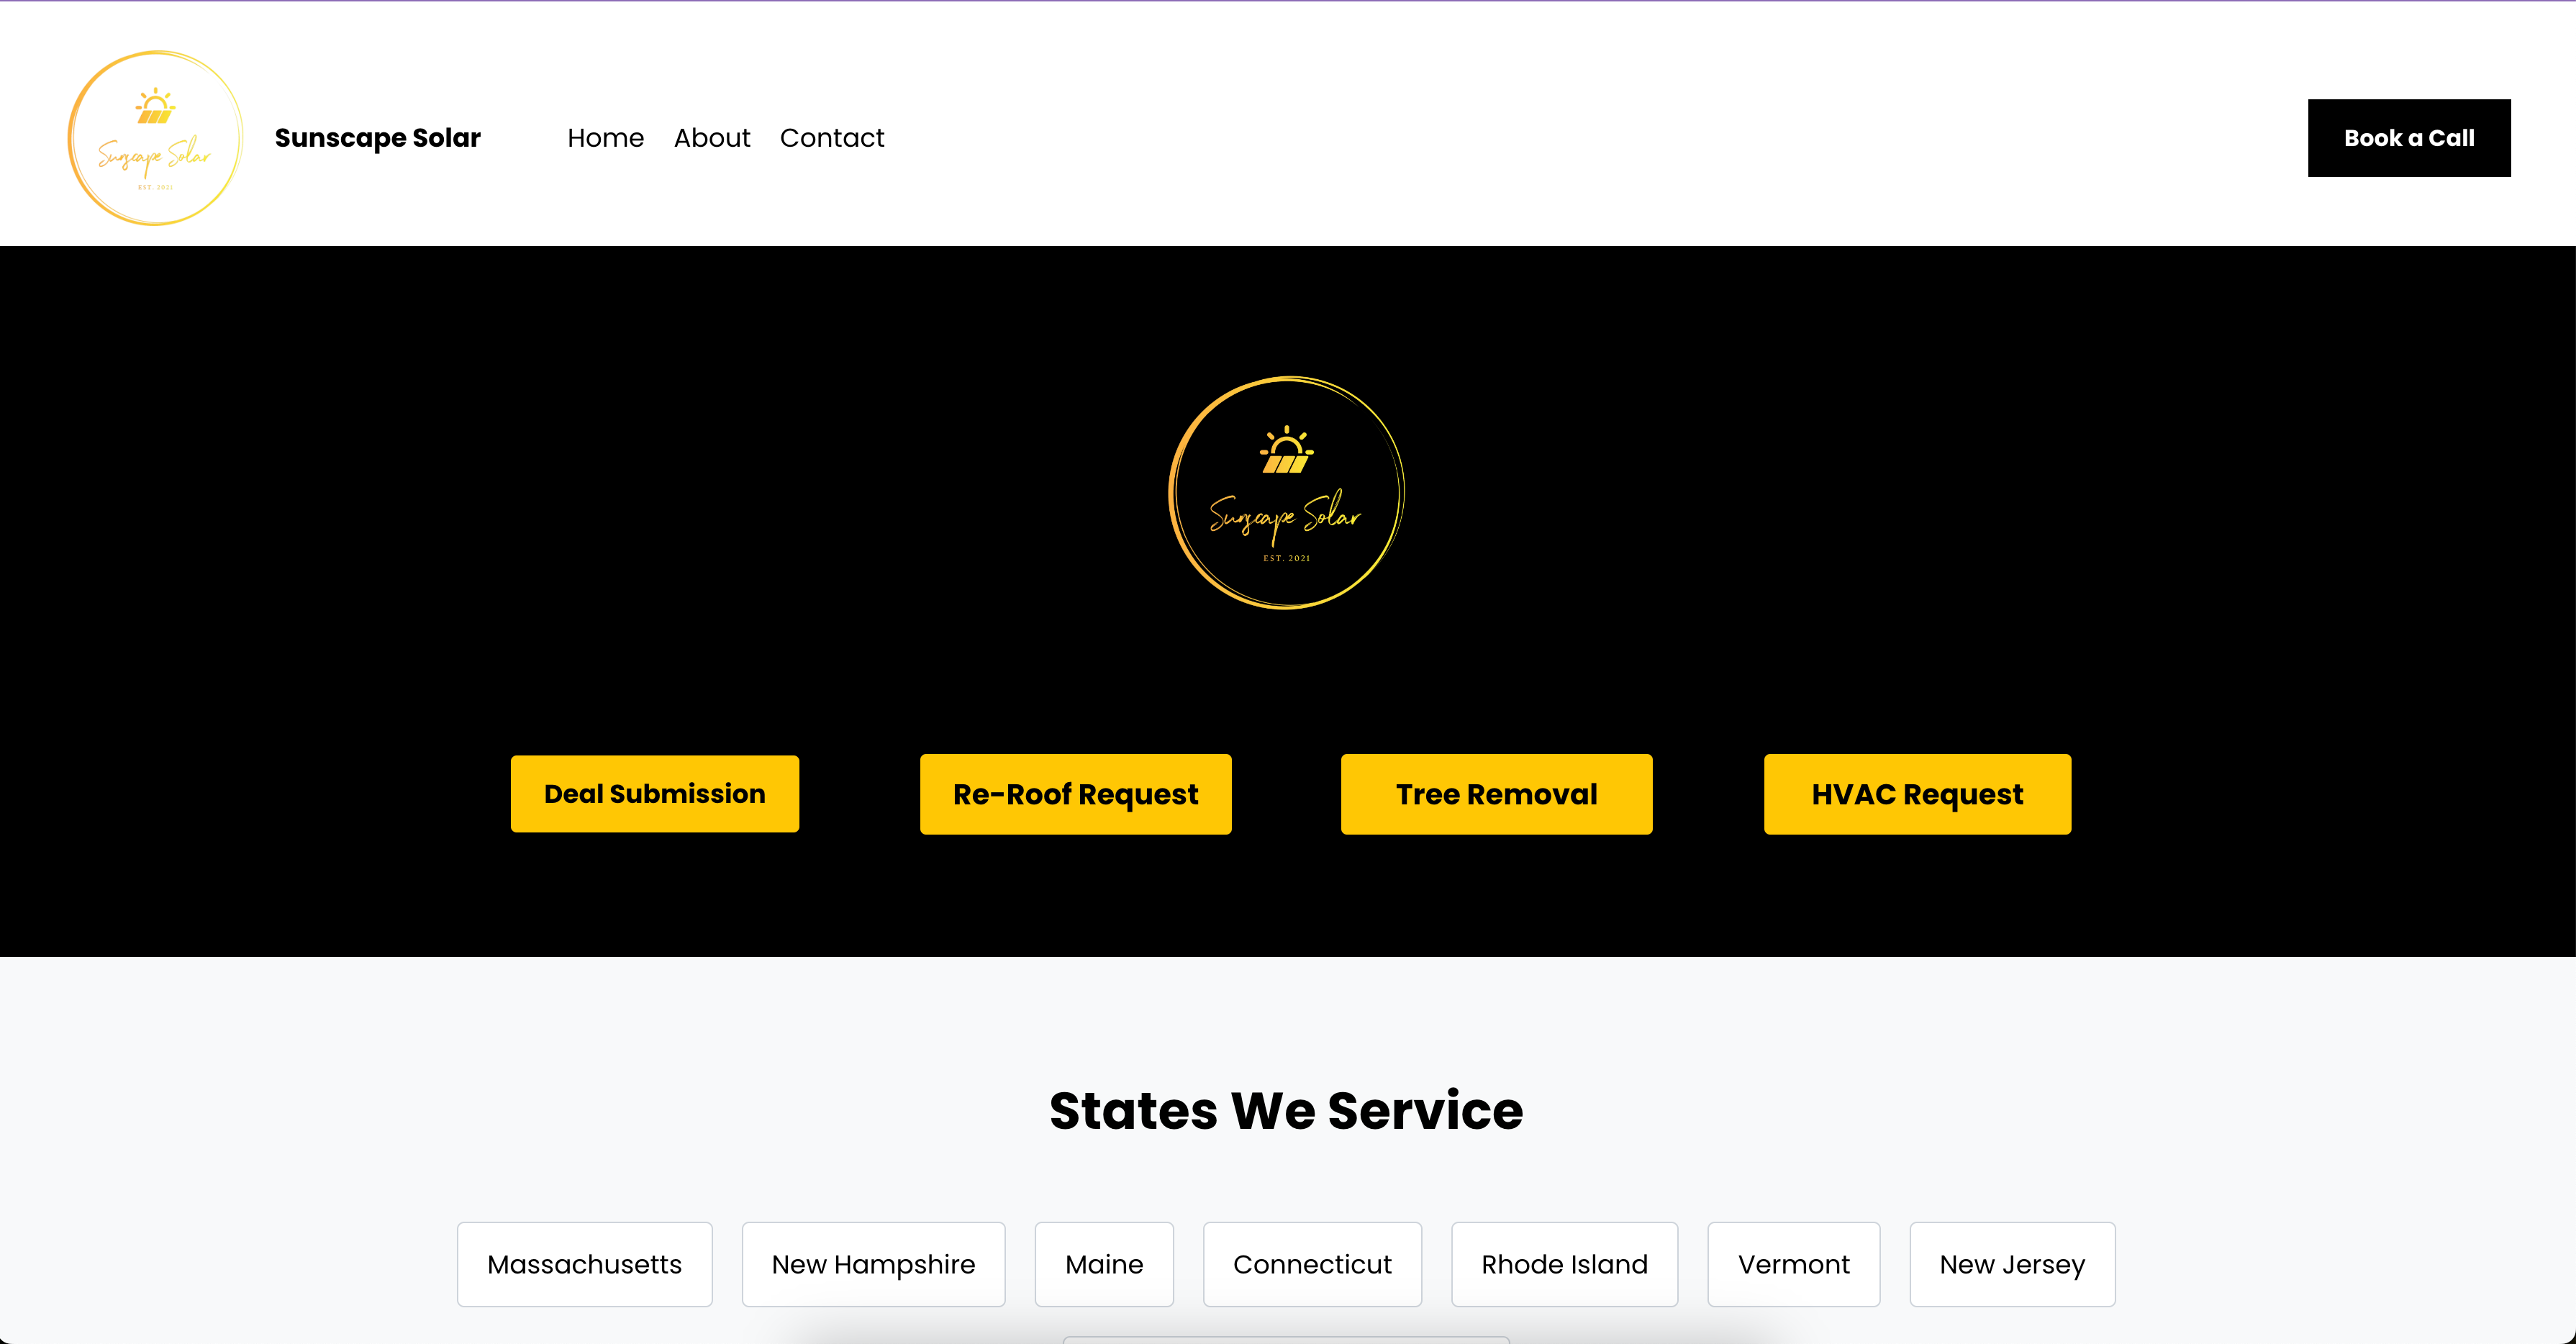 Sunscape Solar
EST. 2021
Sunscape Solar
Home
About
Contact
Book a Call
Sunscape Solar
EST. 2021
Deal Submission
Re-Roof Request
Tree Removal
HVAC Request
States We Service
Massachusetts
New Hampshire
Maine
Connecticut
Rhode Island
Vermont
New Jersey